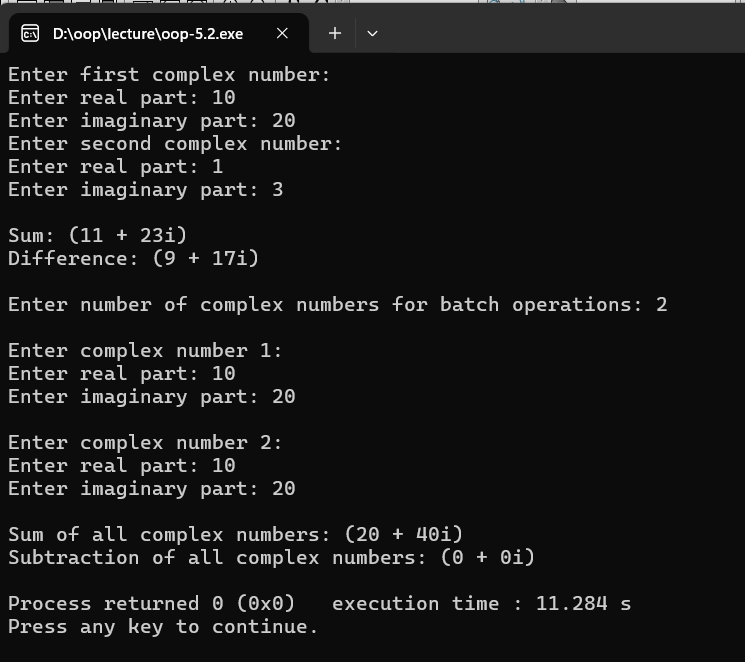 D:\oop\lecture\oop-5.2.exe
Enter first complex number:
Enter real part: 10
Enter imaginary part: 20
Enter second complex number:
Enter real part: 1
Enter imaginary part: 3
Sum: (11 + 23i)
Difference: (9 + 17i)
Enter number of complex numbers for batch operations: 2
Enter complex number 1:
Enter real part: 10
Enter imaginary part: 20
Enter complex number 2:
Enter real part: 10
Enter imaginary part: 20
Sum of all complex numbers: (20 + 40i)
Subtraction of all complex numbers: (0 + 0i)
Process returned 0 (0x0)   execution time : 11.284 s
Press any key to continue.